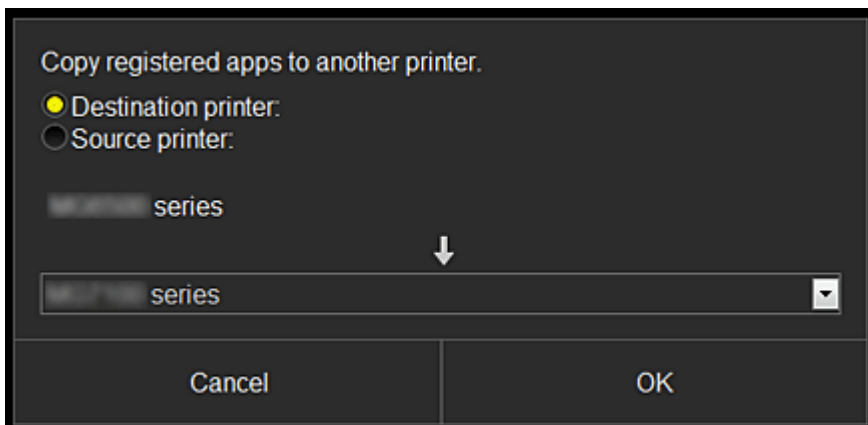 Copy registered apps to another printer.
Destination printer:
Source printer:
series
series
Cancel
OK